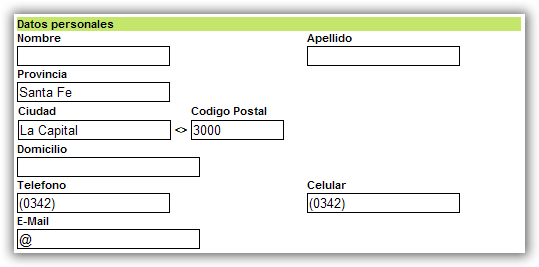 Datos personales
Nombre Apellido
Provincia
Santa Fe
Ciudad Codigo Postal
La Capital <> 3000
Domicilio
Telefono Celular
(0342) (0342)
E-Mail
@